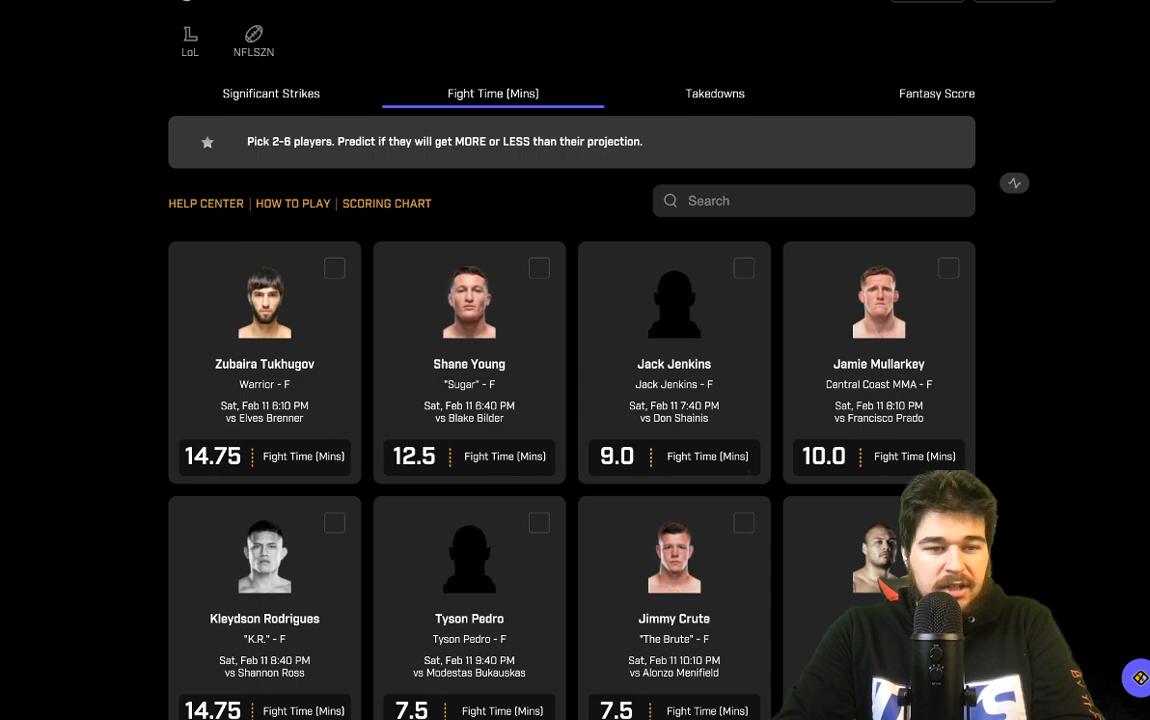 LoL
NFLSZN
Significant Strikes
Fight Time (Mins)
Takedowns
Fantasy Score
Pick 2-6 players. Predict if they will get MORE or LESS than their projection.
HELP CENTER | HOW TO PLAY | SCORING CHART
Search
Zubaira Tukhugov
Warrior - F
Sat, Feb 11 6:10 PM
vs Elves Brenner
14.75 Fight Time (Mins)
Shane Young
"Sugar" - F
Sat, Feb 11 6:40 PM
vs Blake Bilder
12.5 Fight Time (Mins)
Jack Jenkins
Jack Jenkins - F
Sat, Feb 11 7:40 PM
vs Don Shainis
9.0 Fight Time (Mins)
Jamie Mullarkey
Central Coast MMA - F
Sat, Feb 11 8:10 PM
vs Francisco Prado
10.0 Fight Time (Mins)
Kleydson Rodrigues
"K.R." - F
Sat, Feb 11 8:40 PM
vs Shannon Ross
14.75 Fight Time (Mins)
Tyson Pedro
Tyson Pedro - F
Sat, Feb 11 9:40 PM
vs Modestas Bukauskas
7.5 Fight Time (Mins)
Jimmy Crute
"The Brute" - F
Sat, Feb 11 10:10 PM
vs Alonzo Menifield
7.5 Fight Time (Mins)